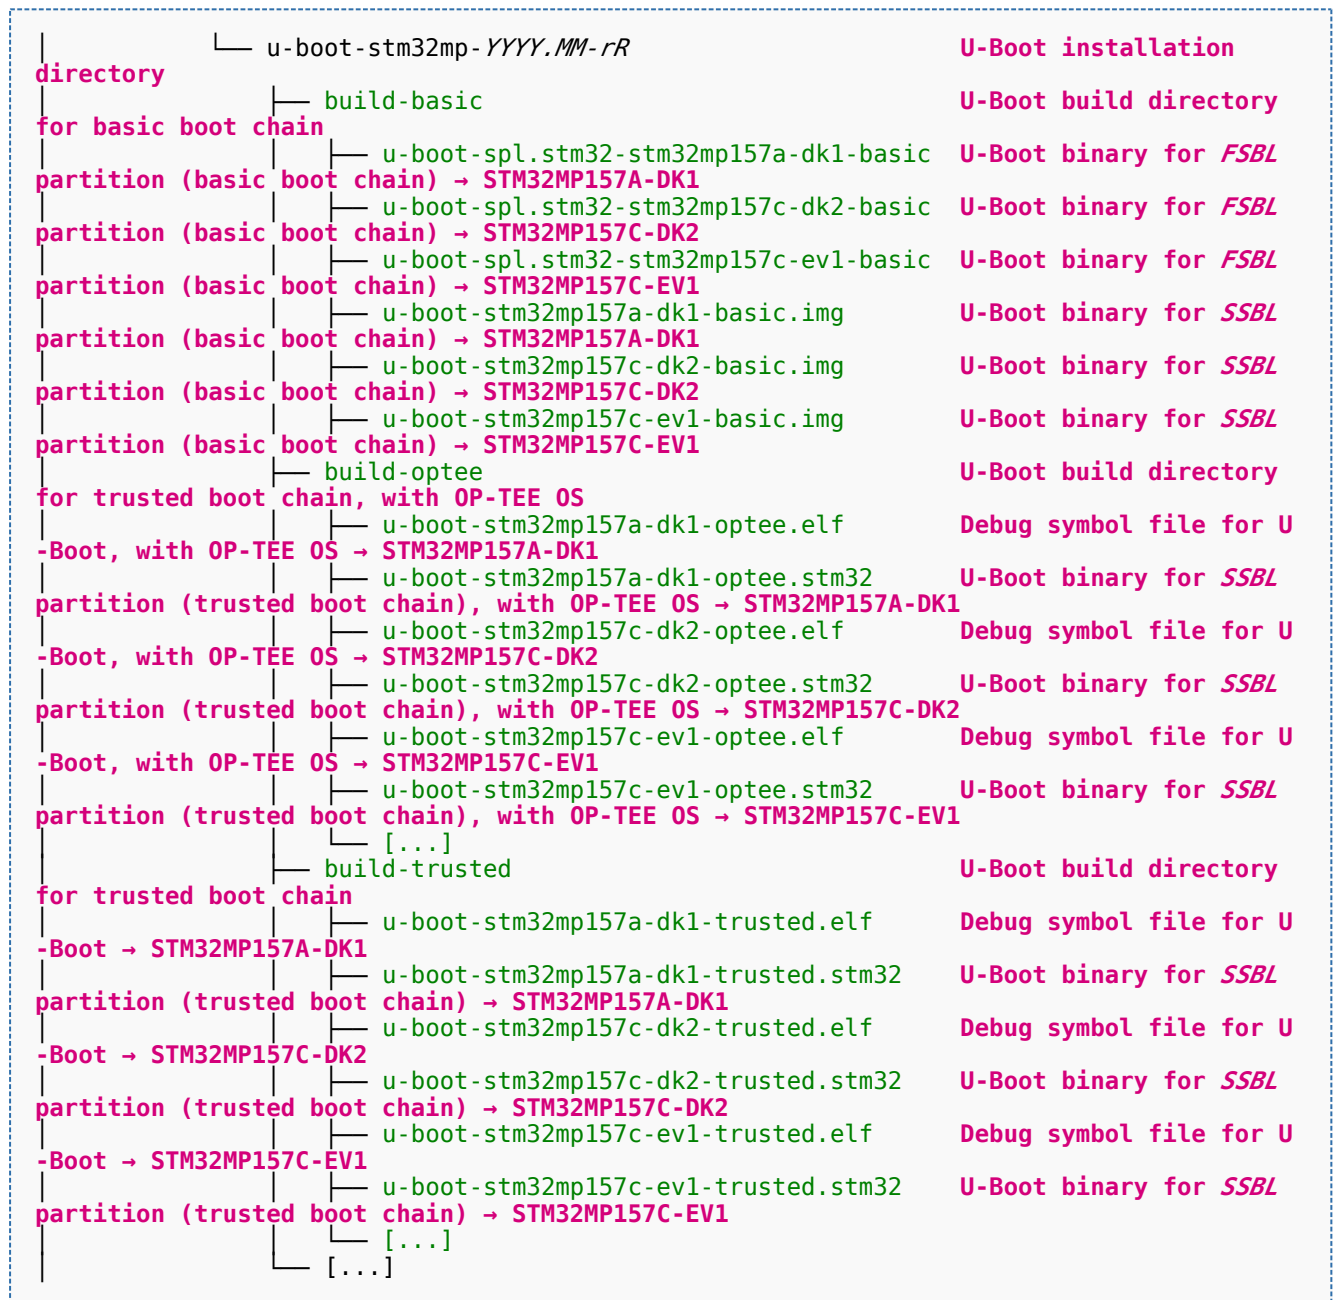 │           └── u-boot-stm32mp-YYYY.MM-rR                       U-Boot installation
directory
│               ├── build-basic                                 U-Boot build directory
for basic boot chain
│               │   ├── u-boot-spl.stm32-stm32mp157a-dk1-basic  U-Boot binary for FSBL
partition (basic boot chain) → STM32MP157A-DK1
│               │   ├── u-boot-spl.stm32-stm32mp157c-dk2-basic  U-Boot binary for FSBL
partition (basic boot chain) → STM32MP157C-DK2
│               │   ├── u-boot-spl.stm32-stm32mp157c-ev1-basic  U-Boot binary for FSBL
partition (basic boot chain) → STM32MP157C-EV1
│               │   ├── u-boot-stm32mp157a-dk1-basic.img        U-Boot binary for SSBL
partition (basic boot chain) → STM32MP157A-DK1
│               │   ├── u-boot-stm32mp157c-dk2-basic.img        U-Boot binary for SSBL
partition (basic boot chain) → STM32MP157C-DK2
│               │   ├── u-boot-stm32mp157c-ev1-basic.img        U-Boot binary for SSBL
partition (basic boot chain) → STM32MP157C-EV1
│               ├── build-optee                                 U-Boot build directory
for trusted boot chain, with OP-TEE OS
│               │   ├── u-boot-stm32mp157a-dk1-optee.elf        Debug symbol file for U
-Boot, with OP-TEE OS → STM32MP157A-DK1
│               │   ├── u-boot-stm32mp157a-dk1-optee.stm32      U-Boot binary for SSBL
partition (trusted boot chain), with OP-TEE OS → STM32MP157A-DK1
│               │   ├── u-boot-stm32mp157c-dk2-optee.elf        Debug symbol file for U
-Boot, with OP-TEE OS → STM32MP157C-DK2
│               │   ├── u-boot-stm32mp157c-dk2-optee.stm32      U-Boot binary for SSBL
partition (trusted boot chain), with OP-TEE OS → STM32MP157C-DK2
│               │   ├── u-boot-stm32mp157c-ev1-optee.elf        Debug symbol file for U
-Boot, with OP-TEE OS → STM32MP157C-EV1
│               │   ├── u-boot-stm32mp157c-ev1-optee.stm32      U-Boot binary for SSBL
partition (trusted boot chain), with OP-TEE OS → STM32MP157C-EV1
│               │   └── [...]
│               ├── build-trusted                               U-Boot build directory
for trusted boot chain
│               │   ├── u-boot-stm32mp157a-dk1-trusted.elf      Debug symbol file for U
-Boot → STM32MP157A-DK1
│               │   ├── u-boot-stm32mp157a-dk1-trusted.stm32    U-Boot binary for SSBL
partition (trusted boot chain) → STM32MP157A-DK1
│               │   ├── u-boot-stm32mp157c-dk2-trusted.elf      Debug symbol file for U
-Boot → STM32MP157C-DK2
│               │   ├── u-boot-stm32mp157c-dk2-trusted.stm32    U-Boot binary for SSBL
partition (trusted boot chain) → STM32MP157C-DK2
│               │   ├── u-boot-stm32mp157c-ev1-trusted.elf      Debug symbol file for U
-Boot → STM32MP157C-EV1
│               │   ├── u-boot-stm32mp157c-ev1-trusted.stm32    U-Boot binary for SSBL
partition (trusted boot chain) → STM32MP157C-EV1
│               │   └── [...]
│               └── [...]